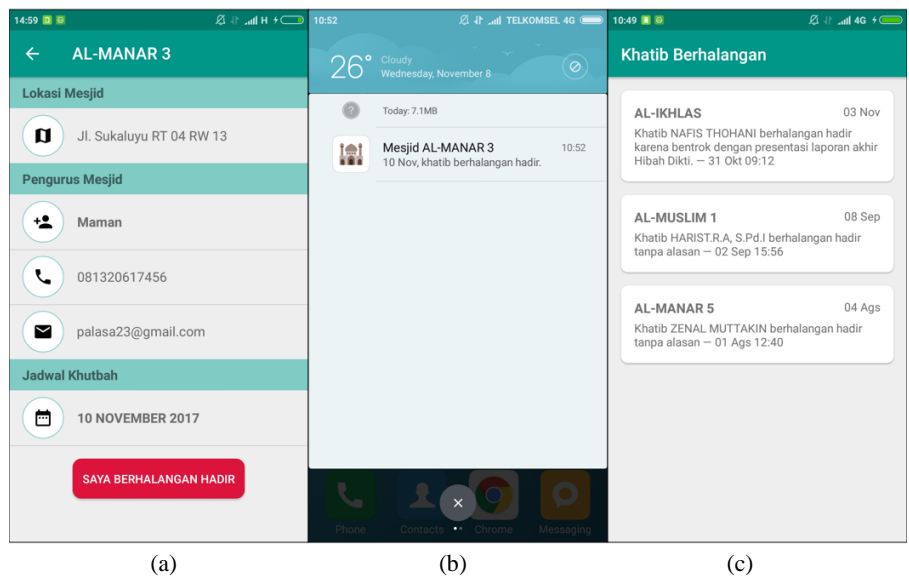 14:59 H
AL-MANAR 3
Lokasi Mesjid
Jl. Sukaluyu RT 04 RW 13
Pengurus Mesjid
Maman
081320617456
palasa23@gmail.com
Jadwal Khutbah
10 NOVEMBER 2017
SAYA BERHALANGAN HADIR
(a)
10:52 TELKOMSEL 4G
26° Cloudy
Wednesday, November 8
? Today: 7.1MB
Mesjid AL-MANAR 3 10:52
10 Nov, khatib berhalangan hadir.
Phone Contacts Chrome Messaging
(b)
10:49 4G
Khatib Berhalangan
AL-IKHLAS 03 Nov
Khatib NAFIS THOHANI berhalangan hadir
karena bentrok dengan presentasi laporan akhir
Hibah Dikti. — 31 Okt 09:12
AL-MUSLIM 1 08 Sep
Khatib HARIST.R.A, S.Pd.I berhalangan hadir
tanpa alasan — 02 Sep 15:56
AL-MANAR 5 04 Ags
Khatib ZENAL MUTTAKIN berhalangan hadir
tanpa alasan — 01 Ags 12:40
(c)